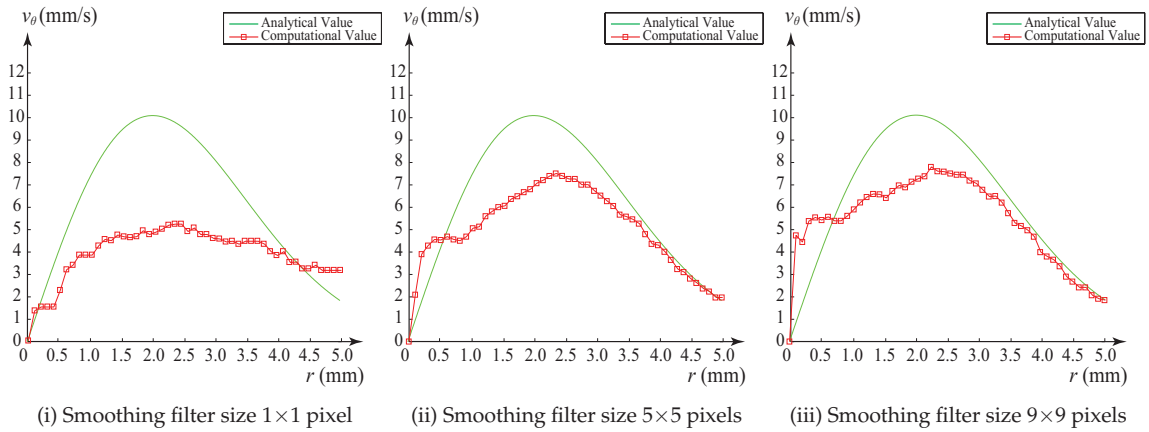 v_θ (mm/s)
Analytical Value
Computational Value
12
11
10
9
8
7
6
5
4
3
2
1
0
0 0.5 1.0 1.5 2.0 2.5 3.0 3.5 4.0 4.5 5.0
r (mm)
(i) Smoothing filter size 1×1 pixel
v_θ (mm/s)
Analytical Value
Computational Value
12
11
10
9
8
7
6
5
4
3
2
1
0
0 0.5 1.0 1.5 2.0 2.5 3.0 3.5 4.0 4.5 5.0
r (mm)
(ii) Smoothing filter size 5×5 pixels
v_θ (mm/s)
Analytical Value
Computational Value
12
11
10
9
8
7
6
5
4
3
2
1
0
0 0.5 1.0 1.5 2.0 2.5 3.0 3.5 4.0 4.5 5.0
r (mm)
(iii) Smoothing filter size 9×9 pixels